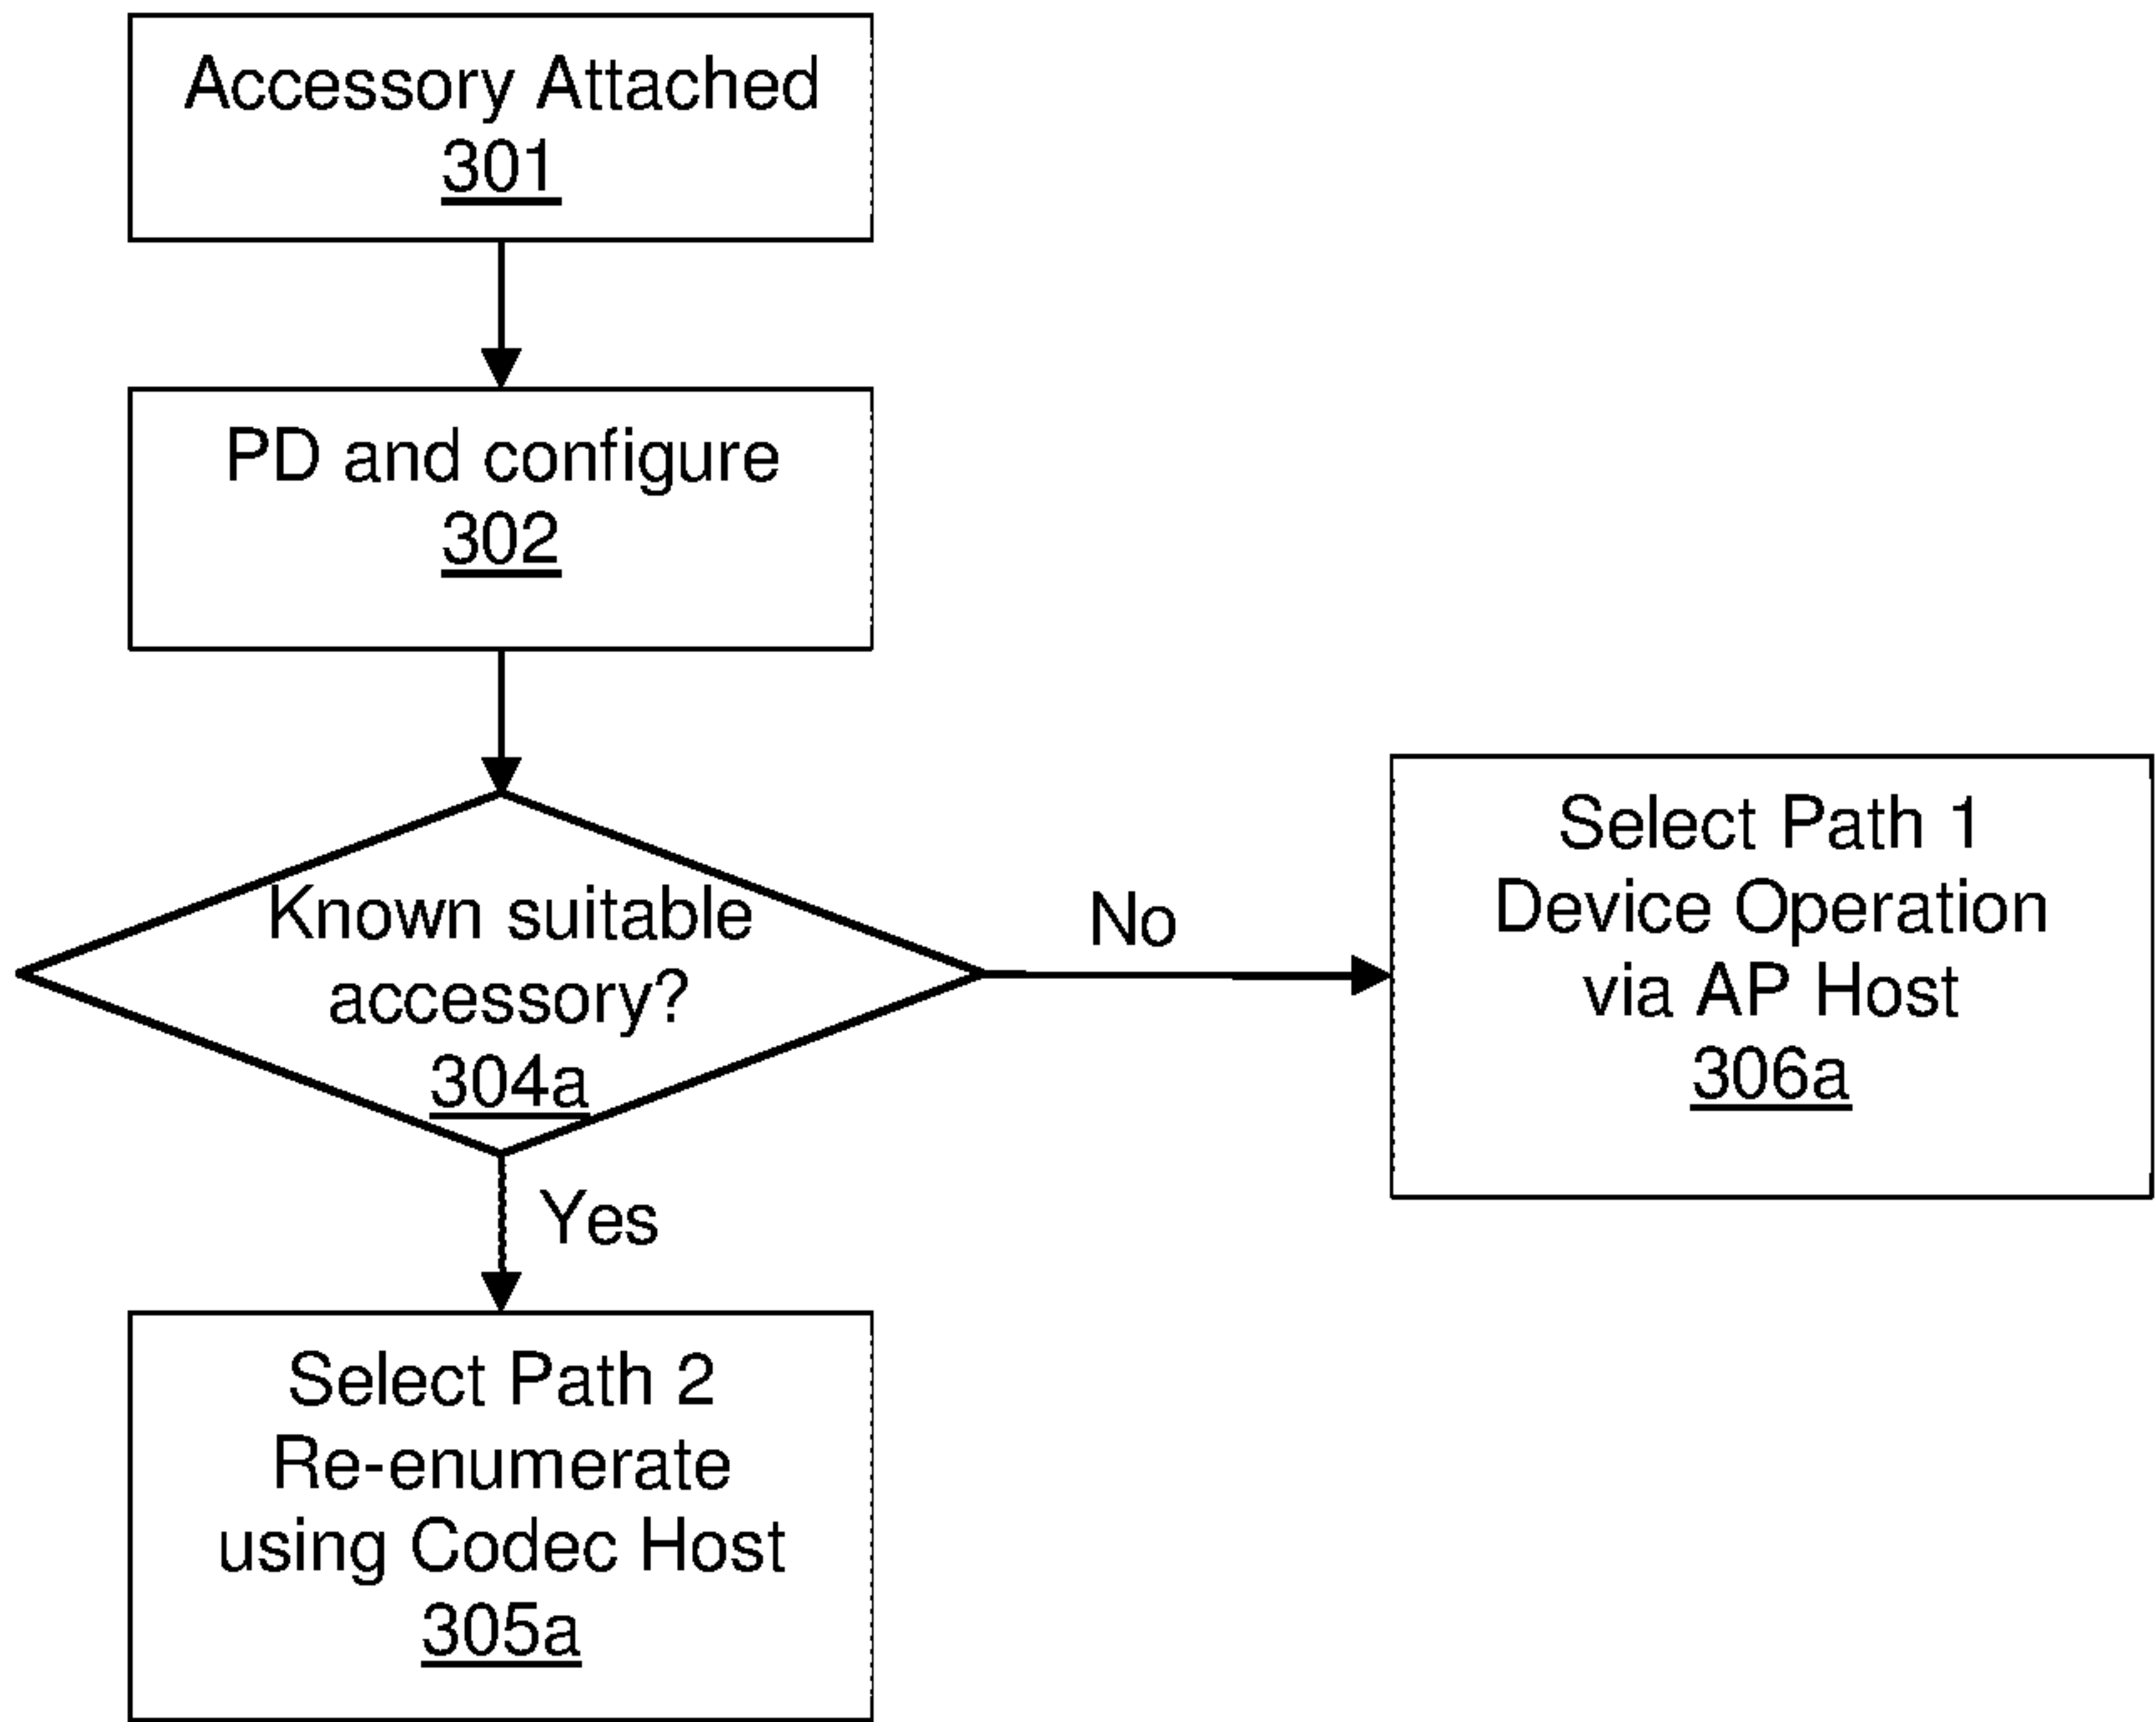 Accessory Attached
301
PD and configure
302
Known suitable
accessory?
304a
No
Select Path 1
Device Operation
via AP Host
306a
Yes
Select Path 2
Re-enumerate
using Codec Host
305a